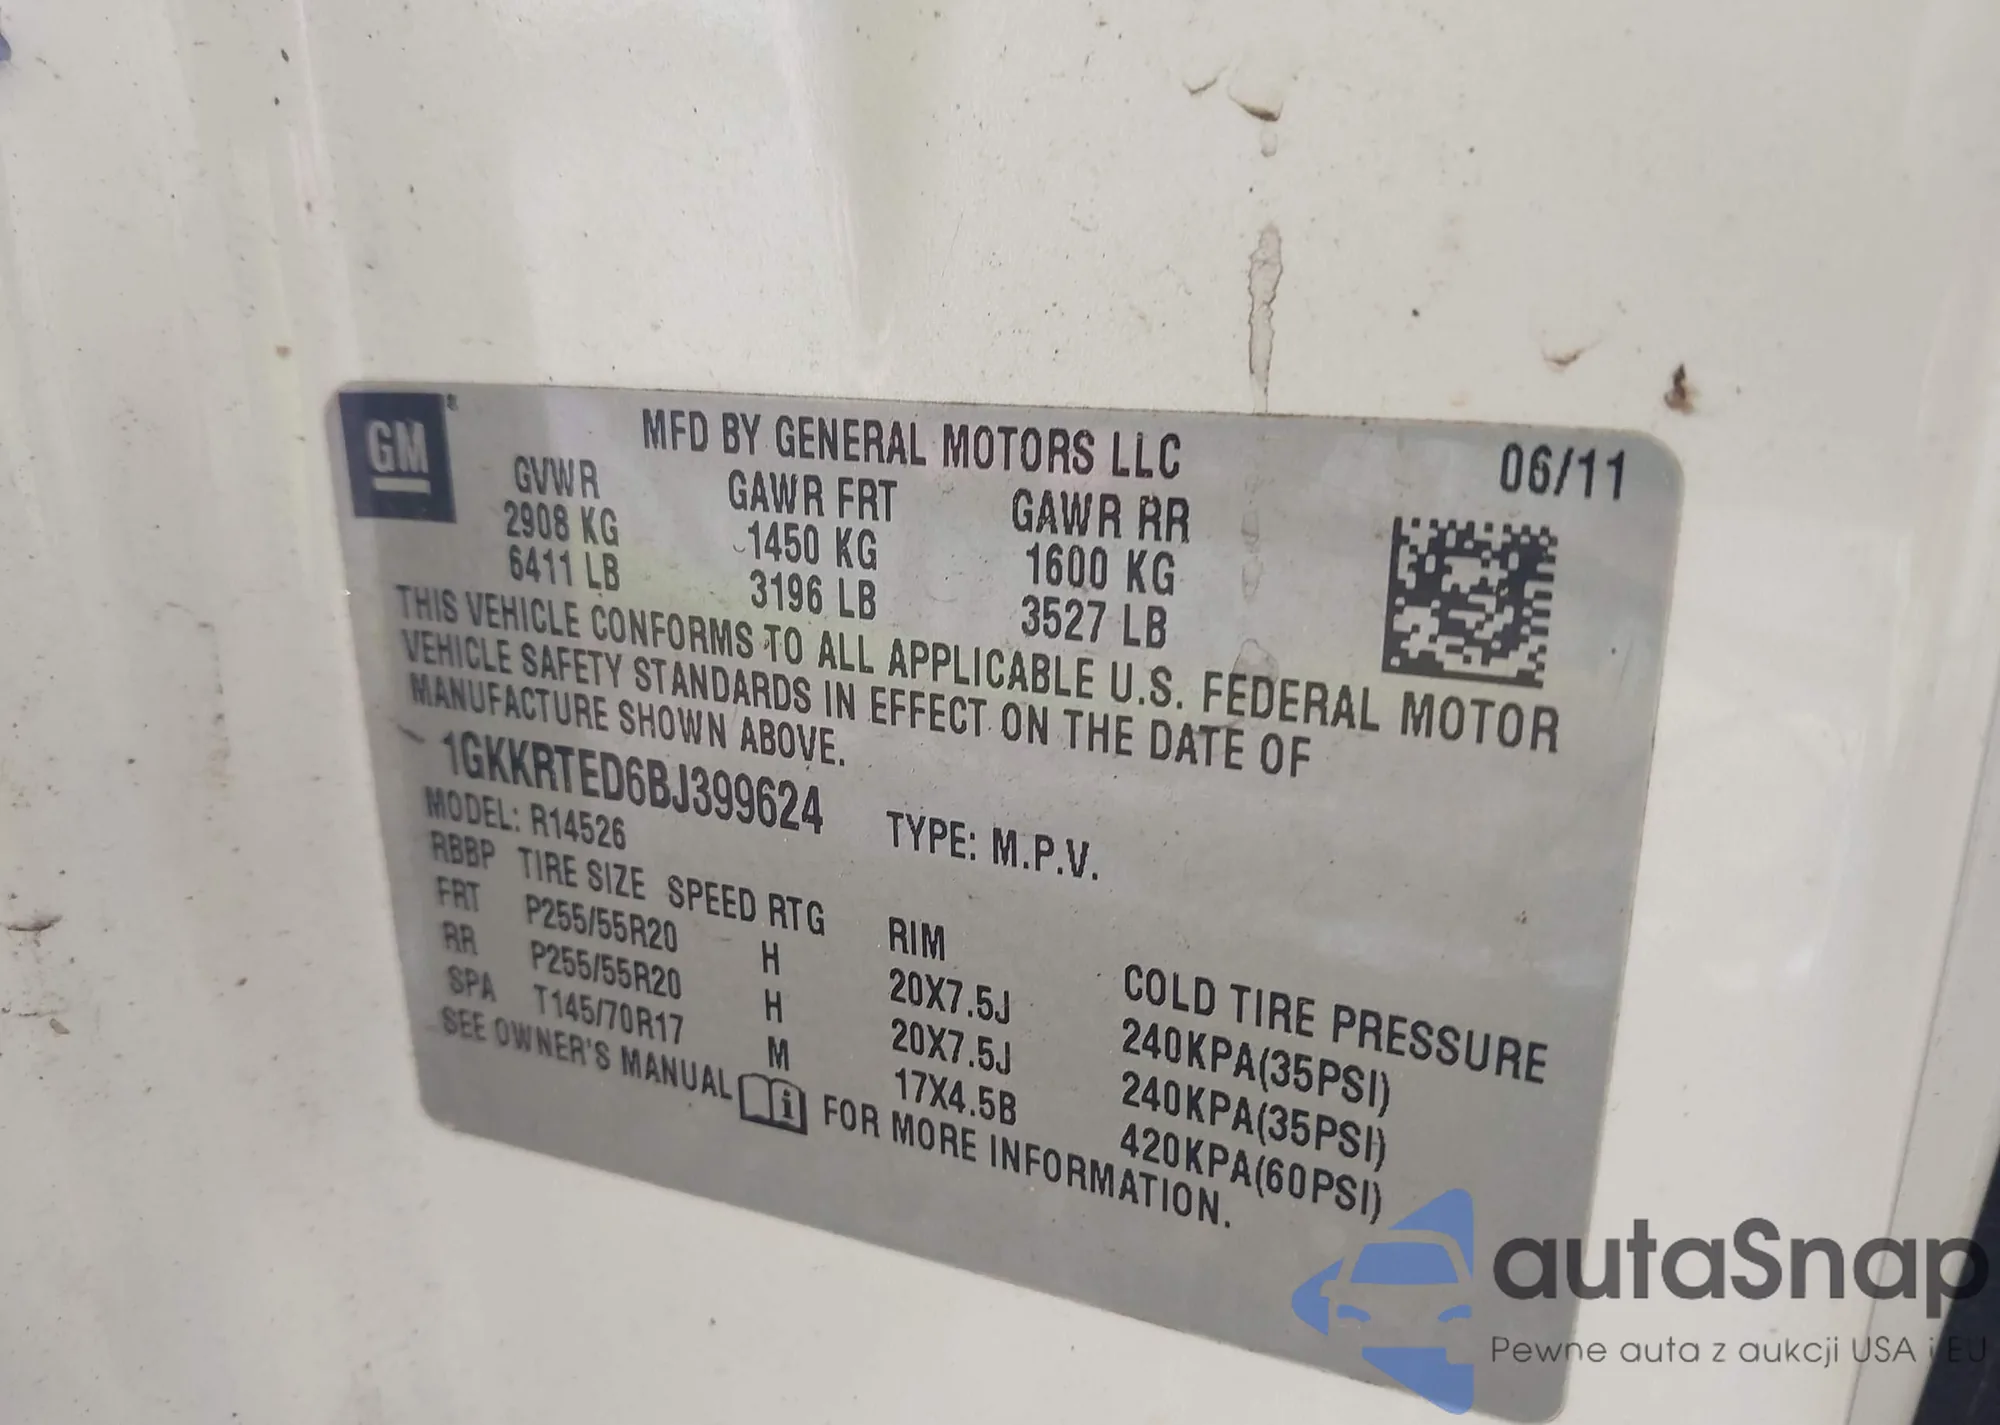 GM
MFD BY GENERAL MOTORS LLC 06/11
GVWR GAWR FRT GAWR RR
2908 KG 1450 KG 1600 KG
6411 LB 3196 LB 3527 LB
THIS VEHICLE CONFORMS TO ALL APPLICABLE U.S. FEDERAL MOTOR
VEHICLE SAFETY STANDARDS IN EFFECT ON THE DATE OF
MANUFACTURE SHOWN ABOVE.
1GKKRTED6BJ399624 TYPE: M.P.V.
MODEL: R14526
RBBP TIRE SIZE SPEED RTG RIM COLD TIRE PRESSURE
FRT P255/55R20 H 20X7.5J 240KPA(35PSI)
RR P255/55R20 H 20X7.5J 240KPA(35PSI)
SPA T145/70R17 M 17X4.5B 420KPA(60PSI)
SEE OWNER'S MANUAL i FOR MORE INFORMATION.
autaSnap
Pewne auta z aukcji USA i EU